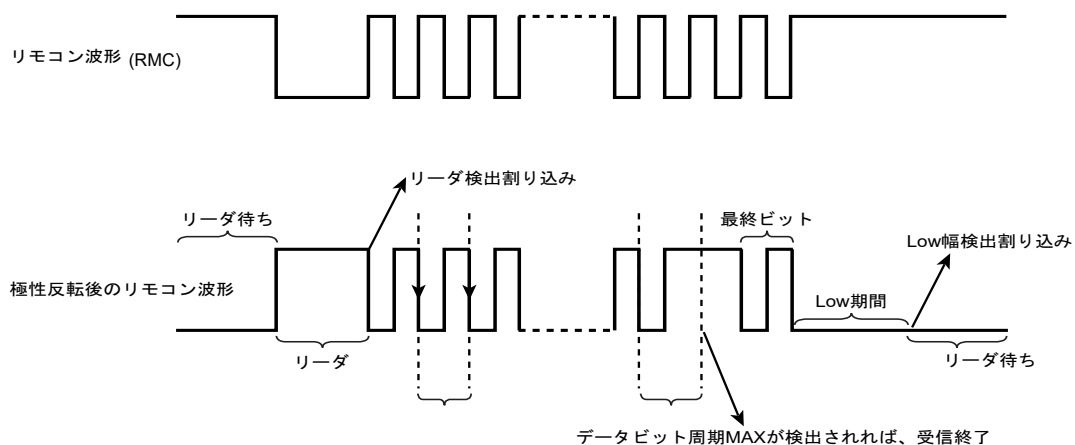 リモコン波形 (RMC)
リーダ検出割り込み
リーダ待ち
最終ビット
Low幅検出割り込み
極性反転後のリモコン波形
Low期間
リーダ
リーダ待ち
データビット周期MAXが検出されれば、受信終了